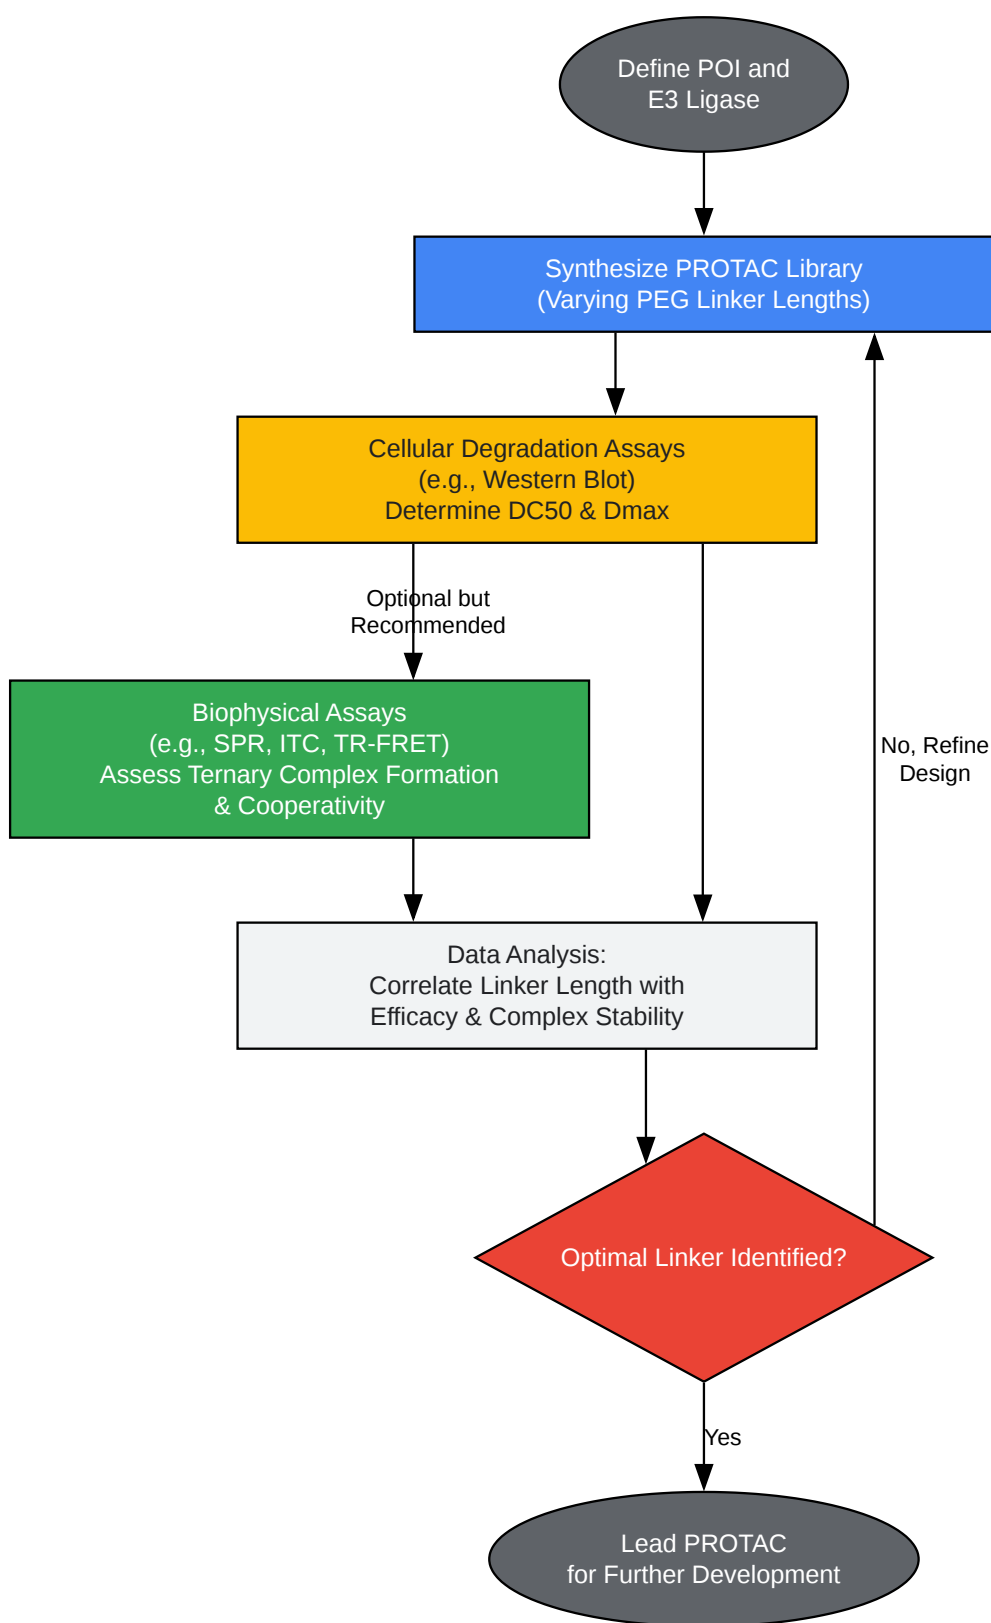 Define POI and
E3 Ligase
Synthesize PROTAC Library
(Varying PEG Linker Lengths)
Cellular Degradation Assays
(e.g., Western Blot)
Determine DC50 & Dmax
Optional but
Recommended
Biophysical Assays
(e.g., SPR, ITC, TR-FRET)
Assess Ternary Complex Formation
& Cooperativity
No, Refine
Design
Data Analysis:
Correlate Linker Length with
Efficacy & Complex Stability
Optimal Linker Identified?
Yes
Lead PROTAC
for Further Development